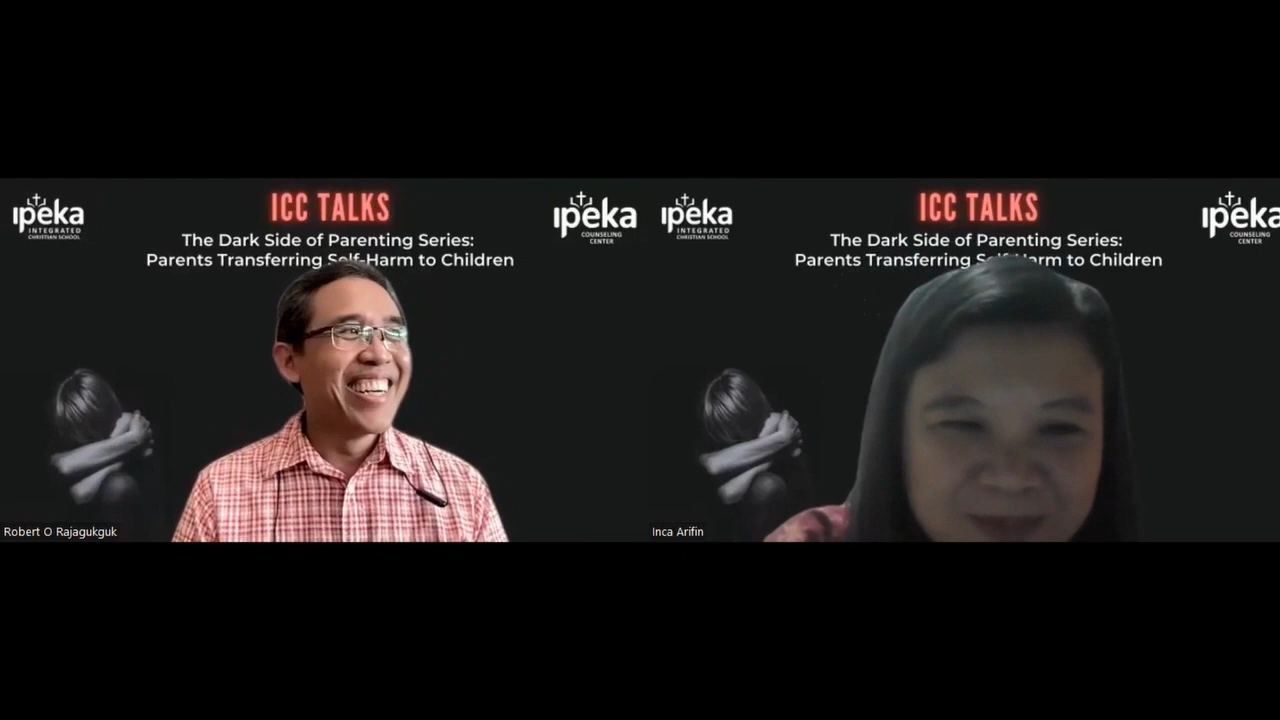 ipeka
INTEGRATED
CHRISTIAN SCHOOL
ICC TALKS
The Dark Side of Parenting Series:
Parents Transferring Self-Harm to Children
ipeka
COUNSELING
CENTER
Robert O Rajagukguk
ipeka
INTEGRATED
CHRISTIAN SCHOOL
ICC TALKS
The Dark Side of Parenting Series:
Parents Transferring Self-Harm to Children
ipeka
COUNSELING
CENTER
Inca Arifin